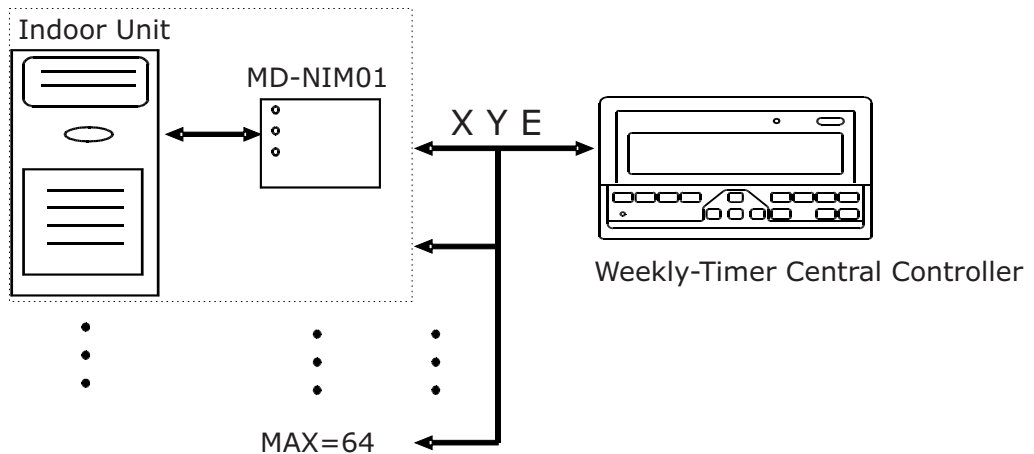 Indoor Unit
MD-NIM01
X Y E
Weekly-Timer Central Controller
MAX=64